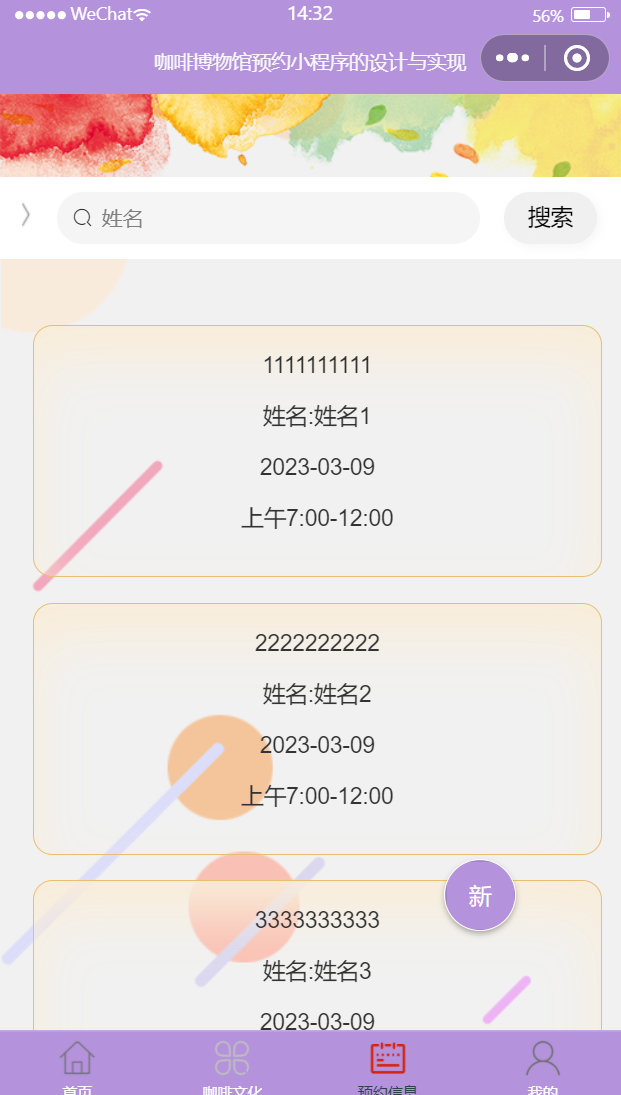 WeChat 14:32 56%
咖啡博物馆预约小程序的设计与实现
姓名 搜索
1111111111
姓名:姓名1
2023-03-09
上午7:00-12:00
2222222222
姓名:姓名2
2023-03-09
上午7:00-12:00
新
3333333333
姓名:姓名3
2023-03-09
首页 咖啡文化 预约信息 我的